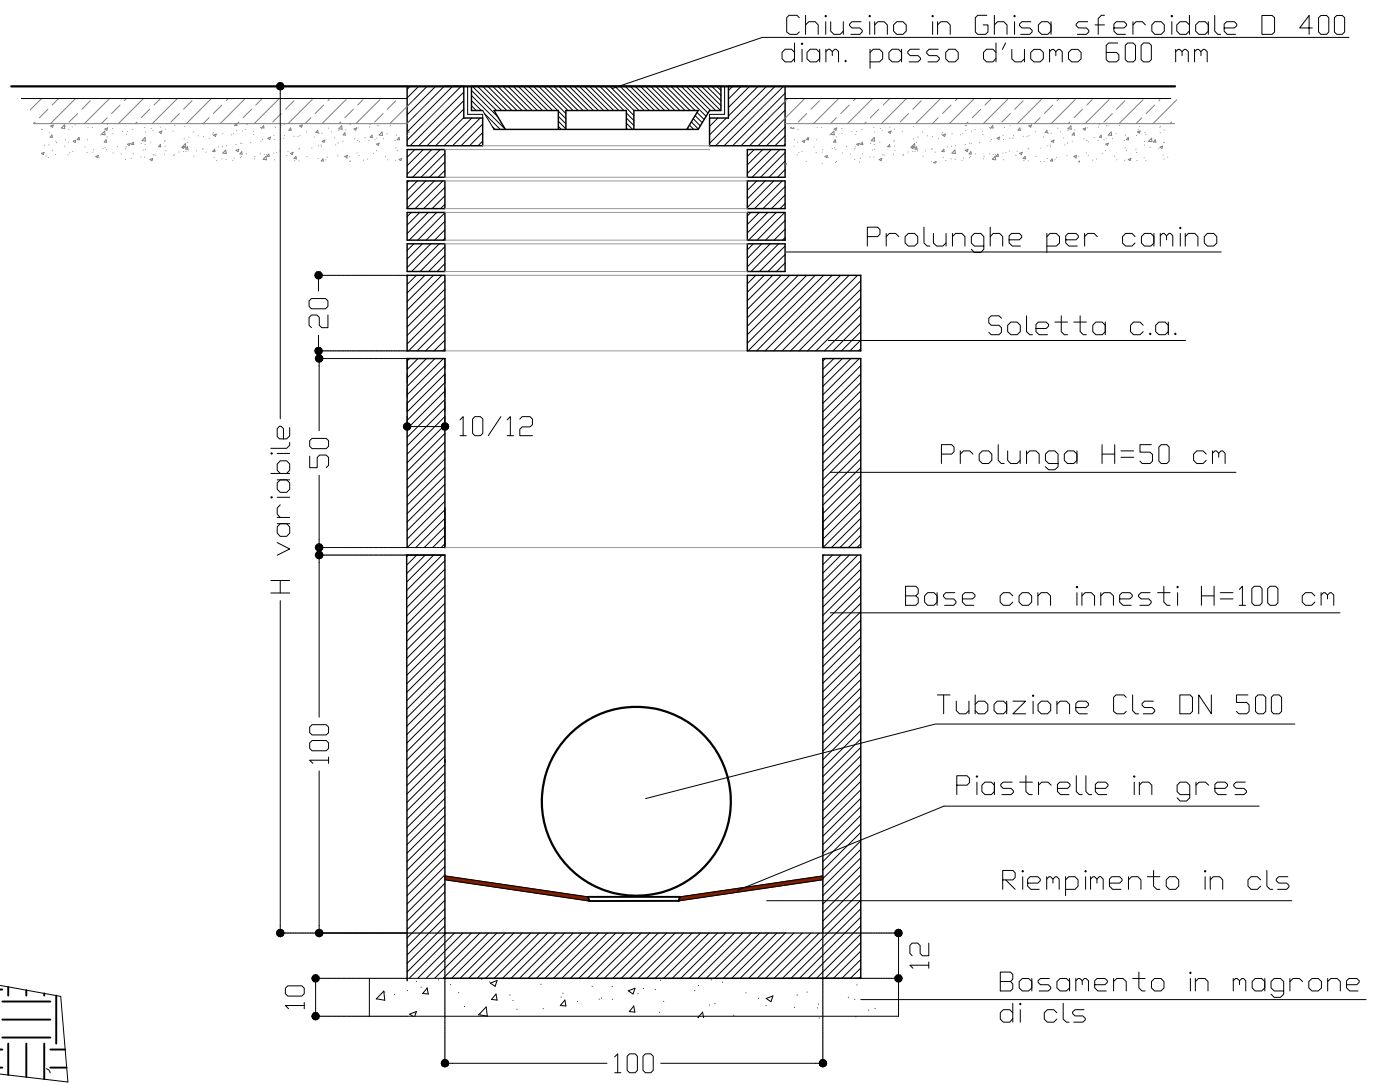 Chiusino in Ghisa sferoidale D 400
diam. passo d'uomo 600 mm
Prolunghe per camino
20
Soletta c.a.
10/12
50
H variabile
Prolunga H=50 cm
Base con innesti H=100 cm
100
Tubazione Cls DN 500
Piastrelle in gres
Riempimento in cls
12
10
Basamento in magrone
di cls
100